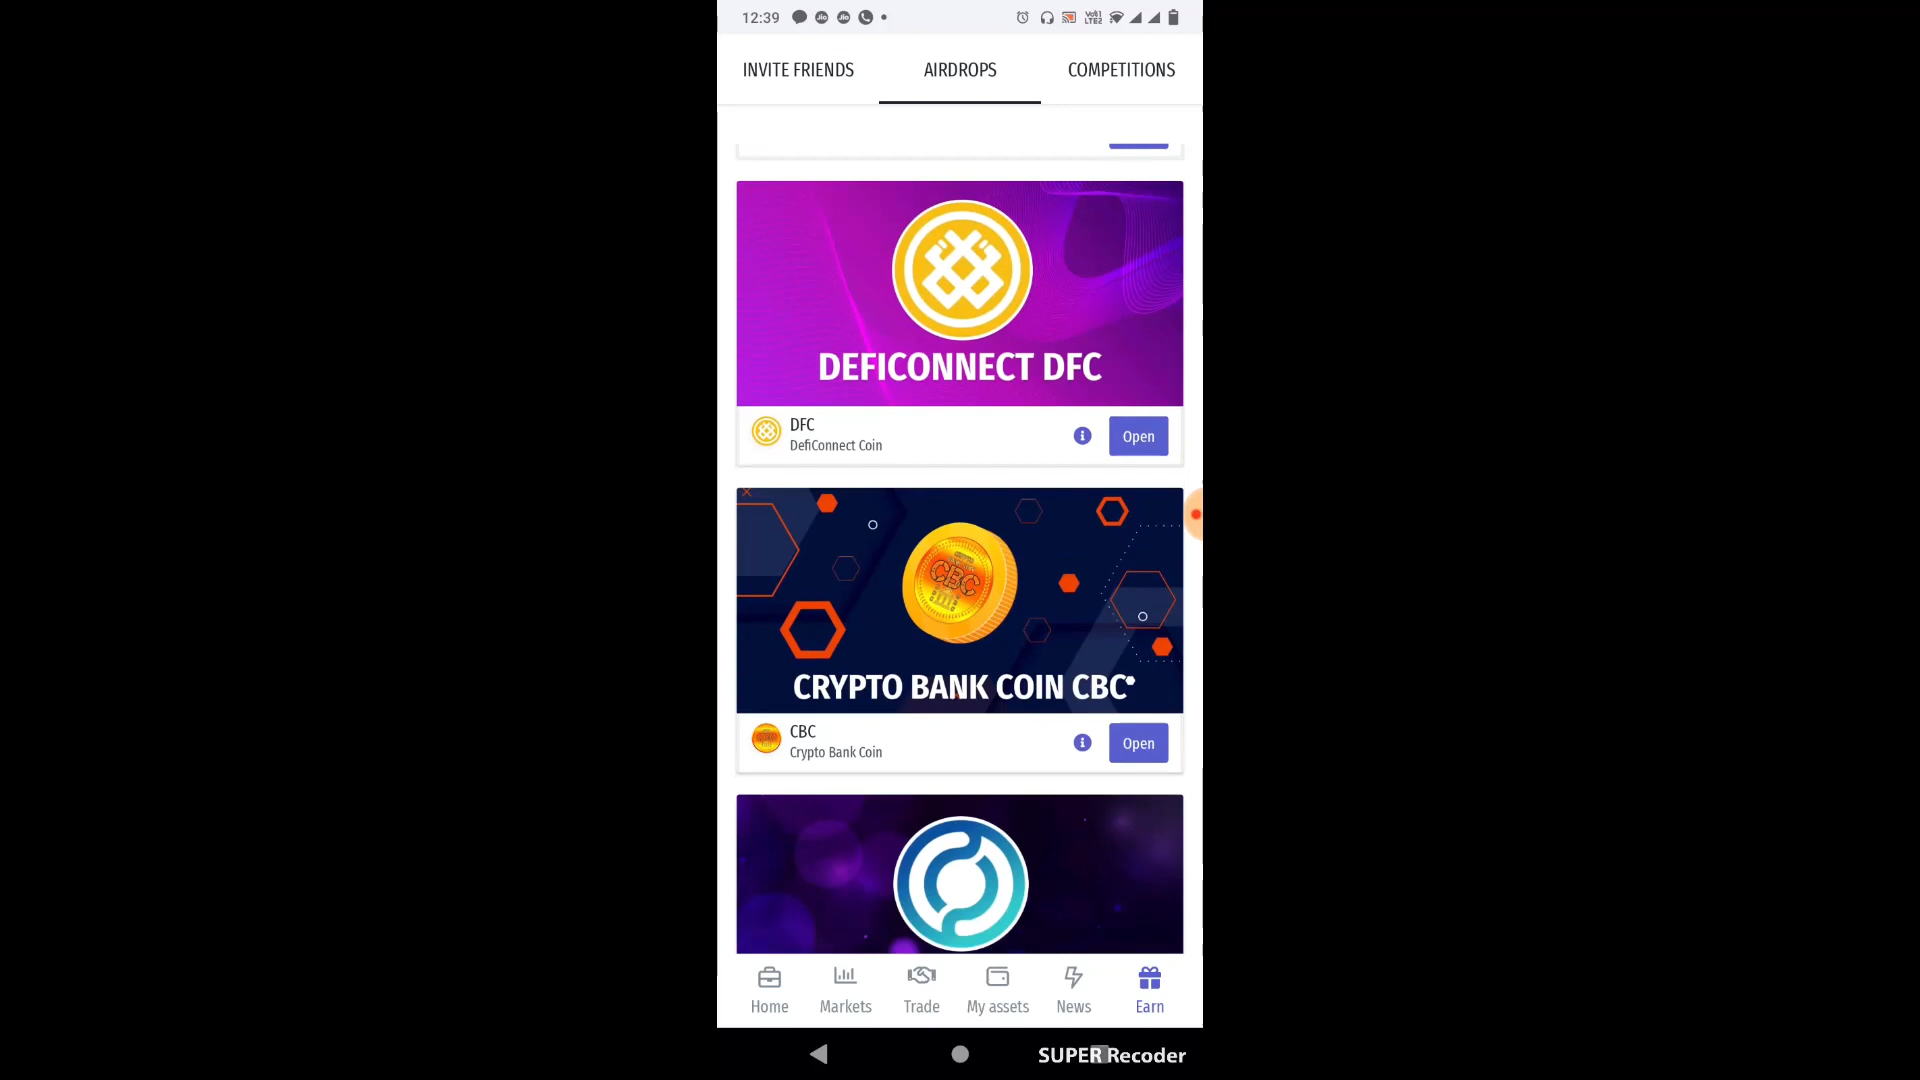 12:39
INVITE FRIENDS
AIRDROPS
COMPETITIONS
DEFICONNECT DFC
DFC
DefiConnect Coin
Open
CBC
CRYPTO BANK COIN CBC
CBC
Crypto Bank Coin
Open
Home
Markets
Trade
My assets
News
Earn
SUPER Recoder